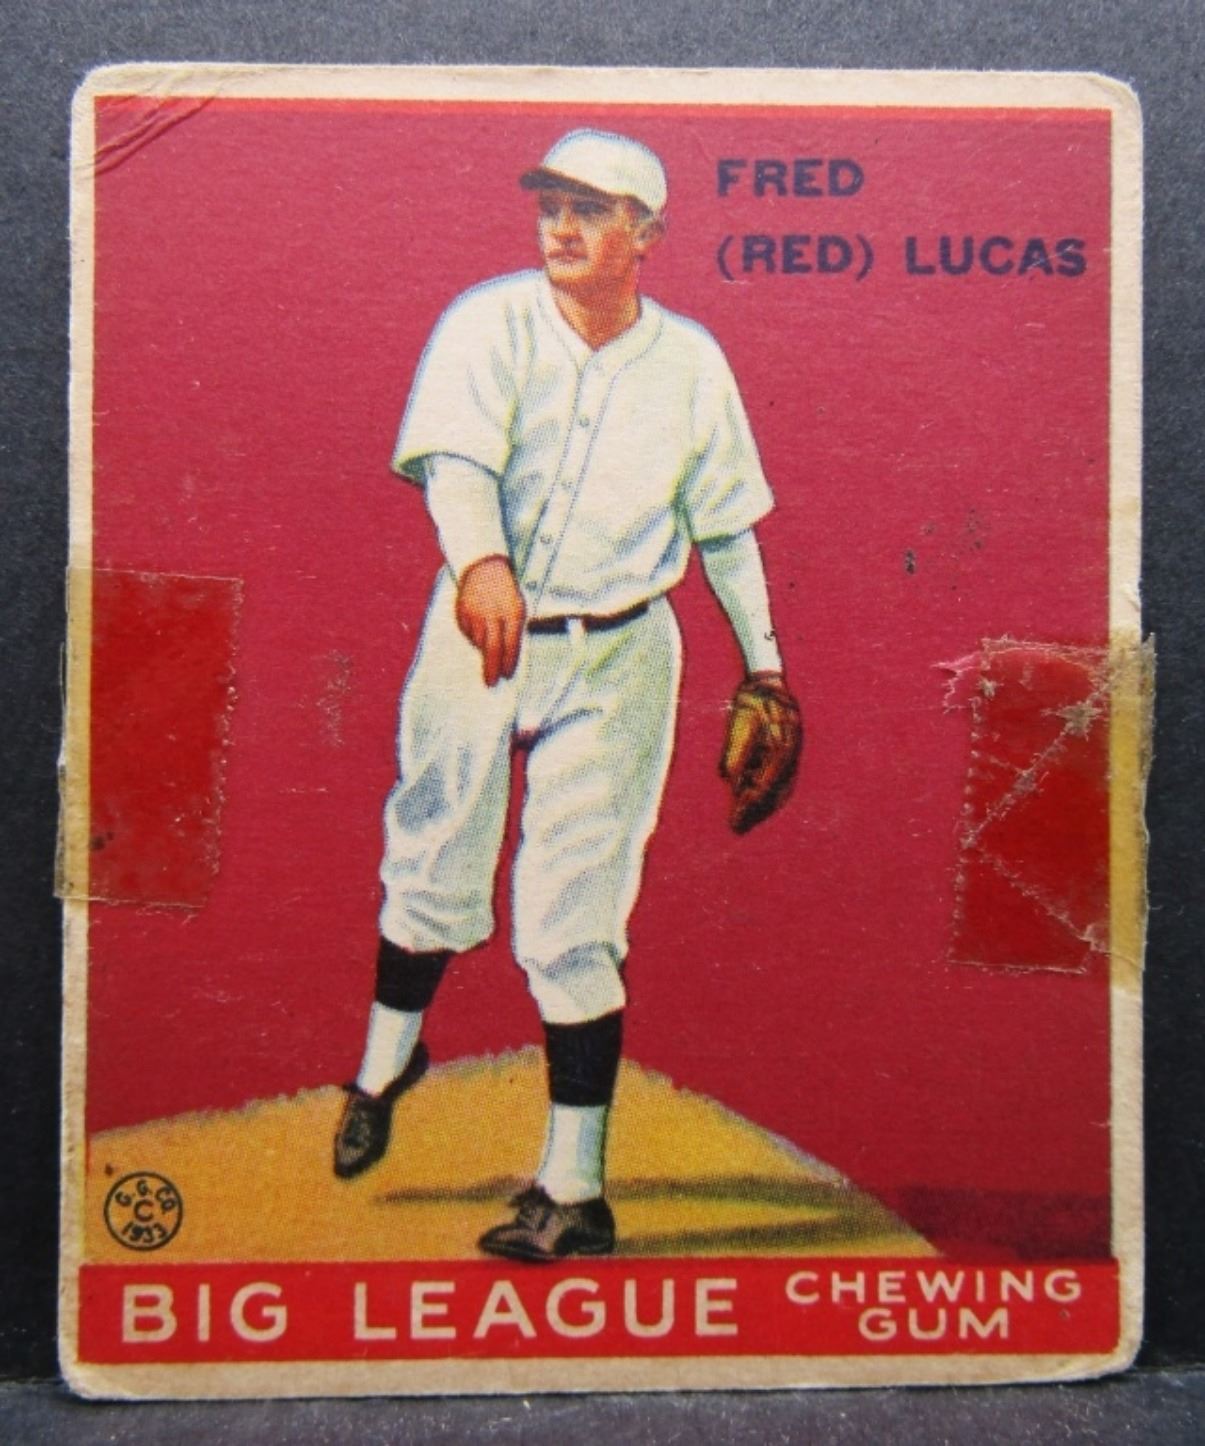 FRED
(RED) LUCAS
G. G. CO.
C
1933
BIG LEAGUE CHEWING GUM